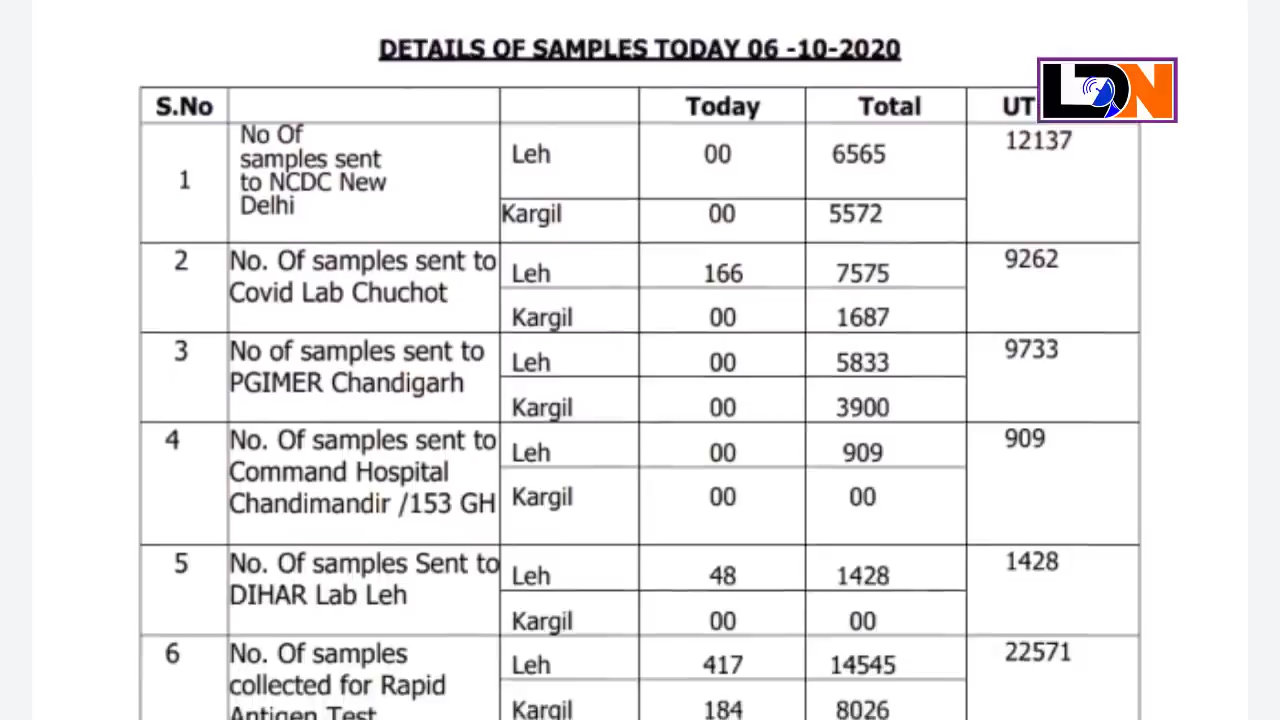 DETAILS OF SAMPLES TODAY 06 -10-2020
LDN
S.No Today Total UT
1 No Of samples sent to NCDC New Delhi Leh 00 6565 12137
Kargil 00 5572
2 No. Of samples sent to Covid Lab Chuchot Leh 166 7575 9262
Kargil 00 1687
3 No of samples sent to PGIMER Chandigarh Leh 00 5833 9733
Kargil 00 3900
4 No. Of samples sent to Command Hospital Chandimandir /153 GH Leh 00 909 909
Kargil 00 00
5 No. Of samples Sent to DIHAR Lab Leh Leh 48 1428 1428
Kargil 00 00
6 No. Of samples collected for Rapid Antigen Test Leh 417 14545 22571
Kargil 184 8026